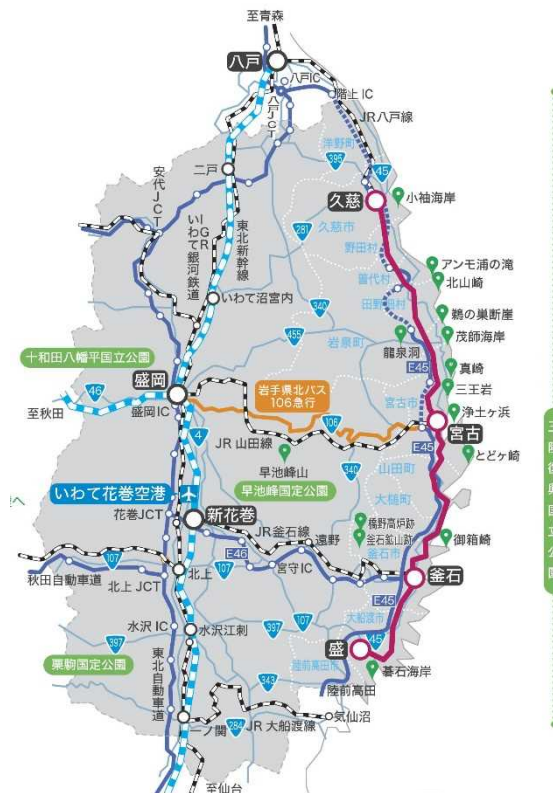 至青森
八戸
八戸IC
階上IC
八戸JCT
JR八戸線
洋野町
395
45
二戸
安代JCT
久慈
小袖海岸
IGR
いわて銀河鉄道
東北新幹線
281
久慈市
野田村
アンモ浦の滝
普代村
北山崎
いわて沼宮内
340
田野畑村
鵜の巣断崖
455
岩泉町
茂師海岸
龍泉洞
十和田八幡平国立公園
E45
真崎
46
盛岡
岩手県北バス
106急行
三王岩
至秋田
盛岡IC
宮古市
浄土ヶ浜
4
106
宮古
JR山田線
E45
早池峰山
とどヶ崎
340
山田町
いわて花巻空港
早池峰国定公園
大槌町
へ
花巻JCT
新花巻
橋野高炉跡
JR釜石線
遠野
釜石鉱山跡
御箱崎
E46
釜石市
107
宮守IC
釜石
秋田自動車道
北上JCT
北上
107
E45
水沢IC
水沢江刺
397
107
大船渡市
397
45
盛
栗駒国定公園
陸前高田市
碁石海岸
東北自動車道
343
陸前高田
一ノ関
284
JR大船渡線
気仙沼
至仙台